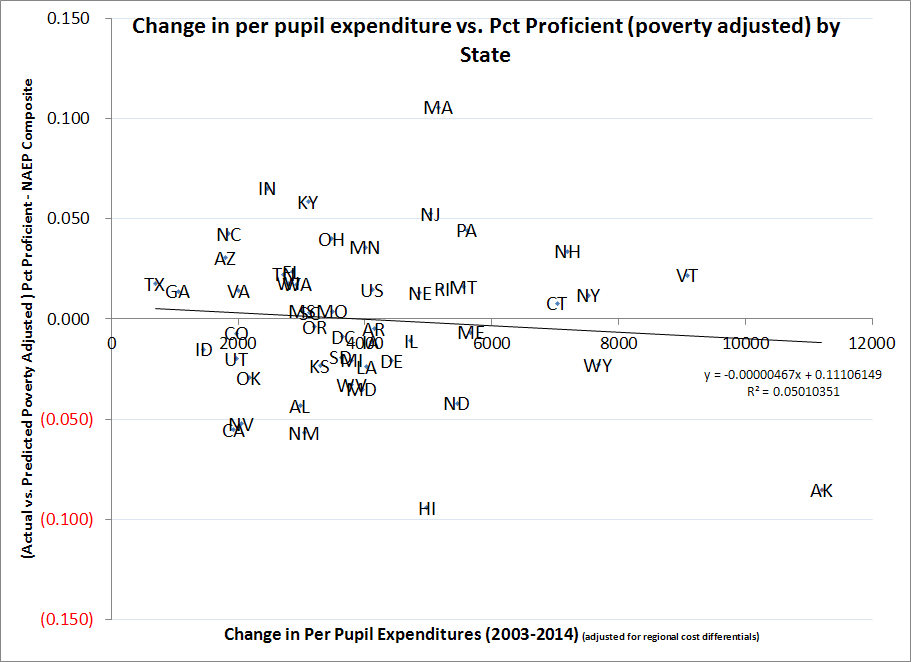 Change in per pupil expenditure vs. Pct Proficient (poverty adjusted) by
State
(Actual vs. Predicted Poverty Adjusted ) Pct Proficient - NAEP Composite
0.150
0.100
0.050
0.000
(0.050)
(0.100)
(0.150)
0
2000
4000
6000
8000
10000
12000
MA
IN
KY
NJ
PA
NC
OH
MN
NH
AZ
VT
TX
GA
VA
WA
US
NE
RI
MT
NY
CT
MO
OR
AR
ME
CO
DC
IL
ID
UT
SD
MI
DE
KS
LA
WY
OK
WV
MD
AL
ND
NV
CA
NM
HI
AK
y = -0.00000467x + 0.11106149
R² = 0.05010351
Change in Per Pupil Expenditures (2003-2014) (adjusted for regional cost differentials)